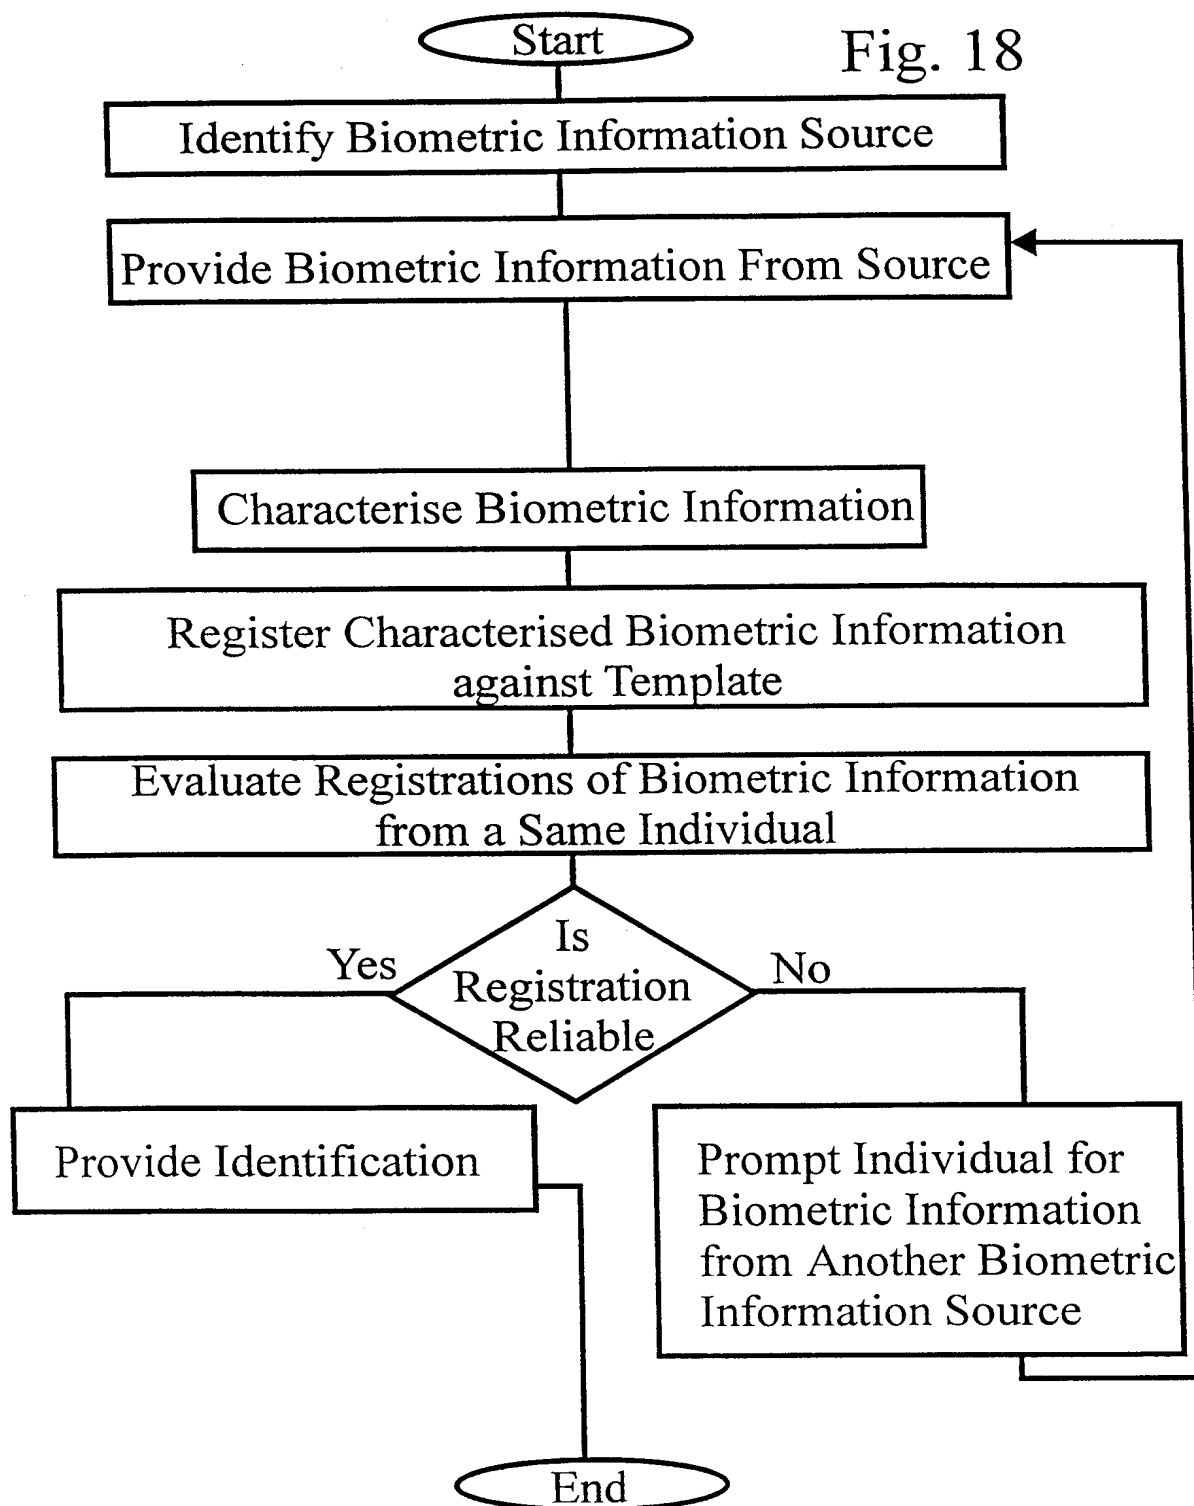 Start
Fig. 18
Identify Biometric Information Source
Provide Biometric Information From Source
Characterise Biometric Information
Register Characterised Biometric Information
against Template
Evaluate Registrations of Biometric Information
from a Same Individual
Is
Registration
Reliable
Yes
No
Provide Identification
Prompt Individual for
Biometric Information
from Another Biometric
Information Source
End